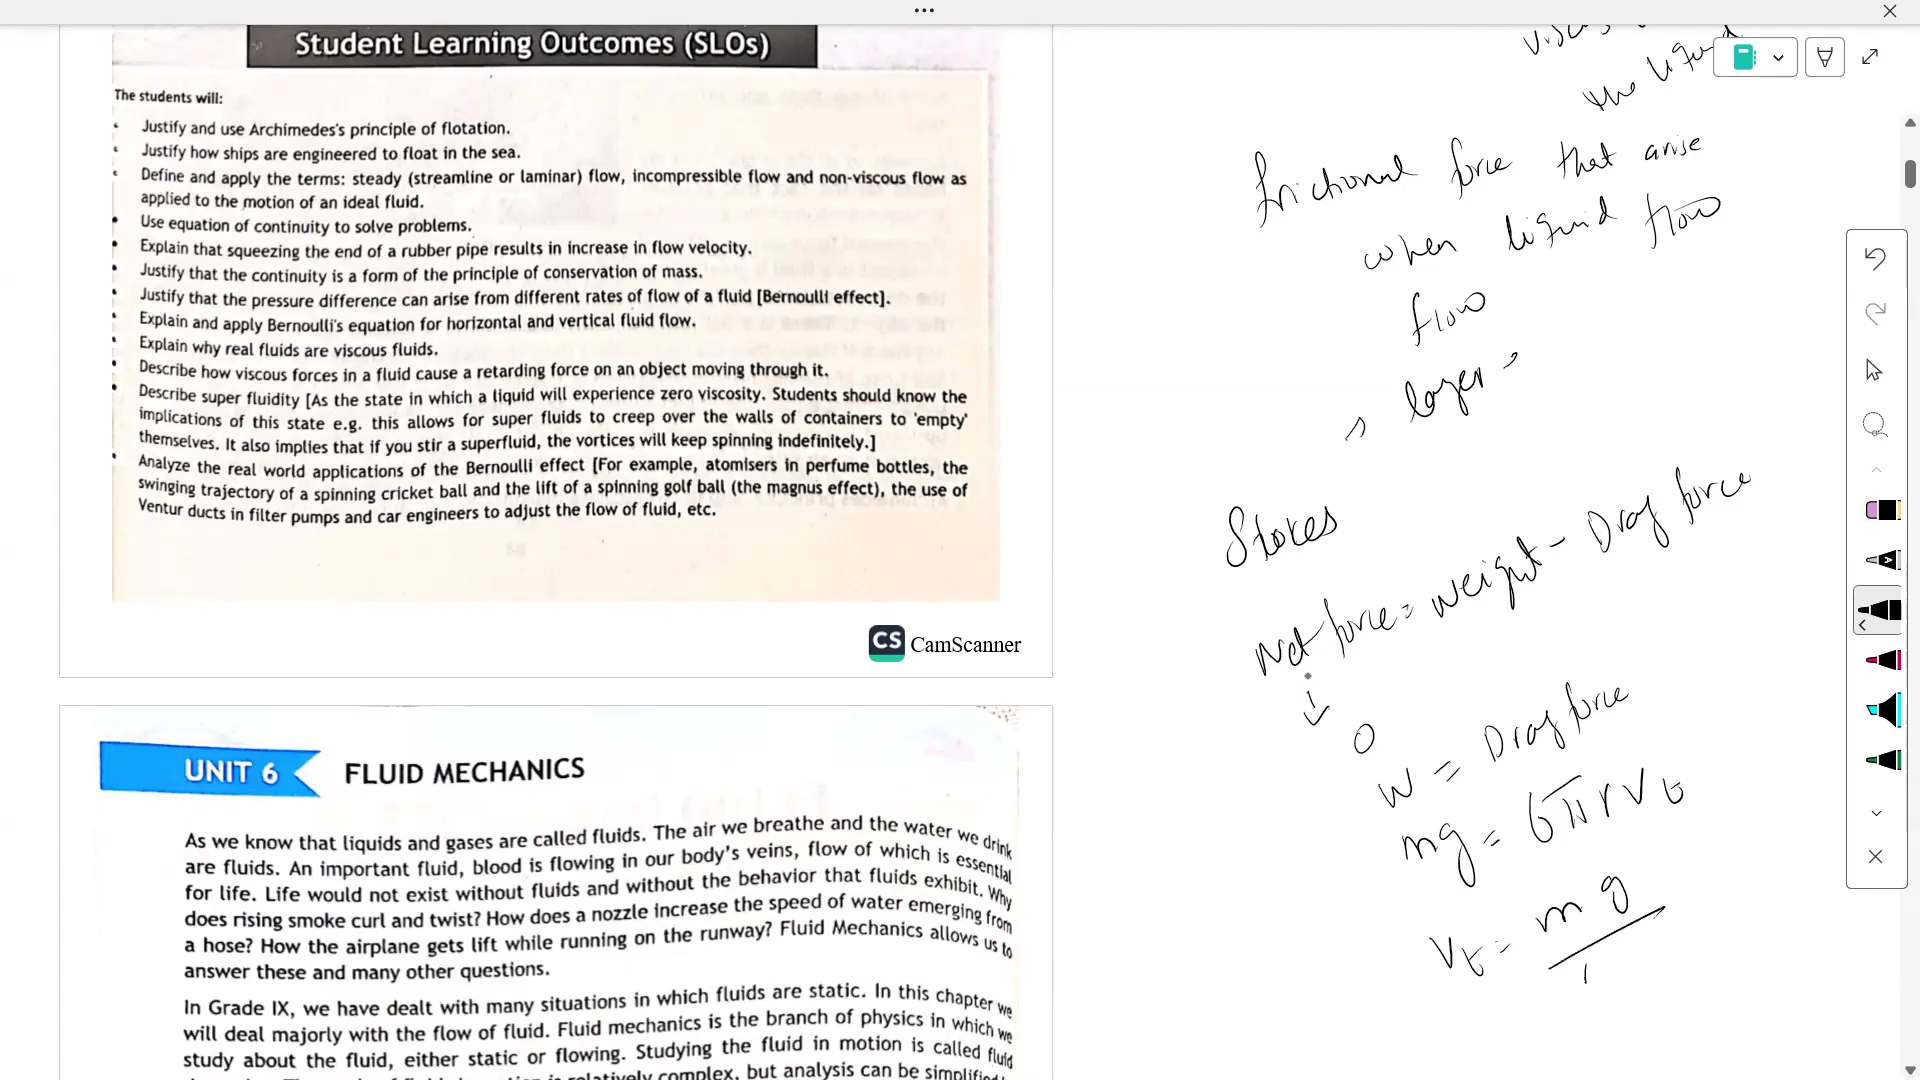 Student Learning Outcomes (SLOs)
The students will:
Justify and use Archimedes's principle of flotation.
Justify how ships are engineered to float in the sea.
Define and apply the terms: steady (streamline or laminar) flow, incompressible flow and non-viscous flow as
applied to the motion of an ideal fluid.
Use equation of continuity to solve problems.
Explain that squeezing the end of a rubber pipe results in increase in flow velocity.
Justify that the continuity is a form of the principle of conservation of mass.
Justify that the pressure difference can arise from different rates of flow of a fluid [Bernoulli effect].
Explain and apply Bernoulli's equation for horizontal and vertical fluid flow.
Explain why real fluids are viscous fluids.
Describe how viscous forces in a fluid cause a retarding force on an object moving through it.
Describe super fluidity [As the state in which a liquid will experience zero viscosity. Students should know the
implications of this state e.g. this allows for super fluids to creep over the walls of containers to 'empty'
themselves. It also implies that if you stir a superfluid, the vortices will keep spinning indefinitely.]
Analyze the real world applications of the Bernoulli effect [For example, atomisers in perfume bottles, the
swinging trajectory of a spinning cricket ball and the lift of a spinning golf ball (the magnus effect), the use of
Ventur ducts in filter pumps and car engineers to adjust the flow of fluid, etc.
CS CamScanner
UNIT 6 FLUID MECHANICS
As we know that liquids and gases are called fluids. The air we breathe and the water we drink
are fluids. An important fluid, blood is flowing in our body's veins, flow of which is essential
for life. Life would not exist without fluids and without the behavior that fluids exhibit. Why
does rising smoke curl and twist? How does a nozzle increase the speed of water emerging from
a hose? How the airplane gets lift while running on the runway? Fluid Mechanics allows us to
answer these and many other questions.
In Grade IX, we have dealt with many situations in which fluids are static. In this chapter we
will deal majorly with the flow of fluid. Fluid mechanics is the branch of physics in which we
study about the fluid, either static or flowing. Studying the fluid in motion is called fluid
relatively complex, but analysis can be simplified
the liquid
frictional force that arise
when liquid flow
flow
layer
Stokes
Net force = weight - Drag force
0
W = Drag force
mg = 6πrv t
vt = mg